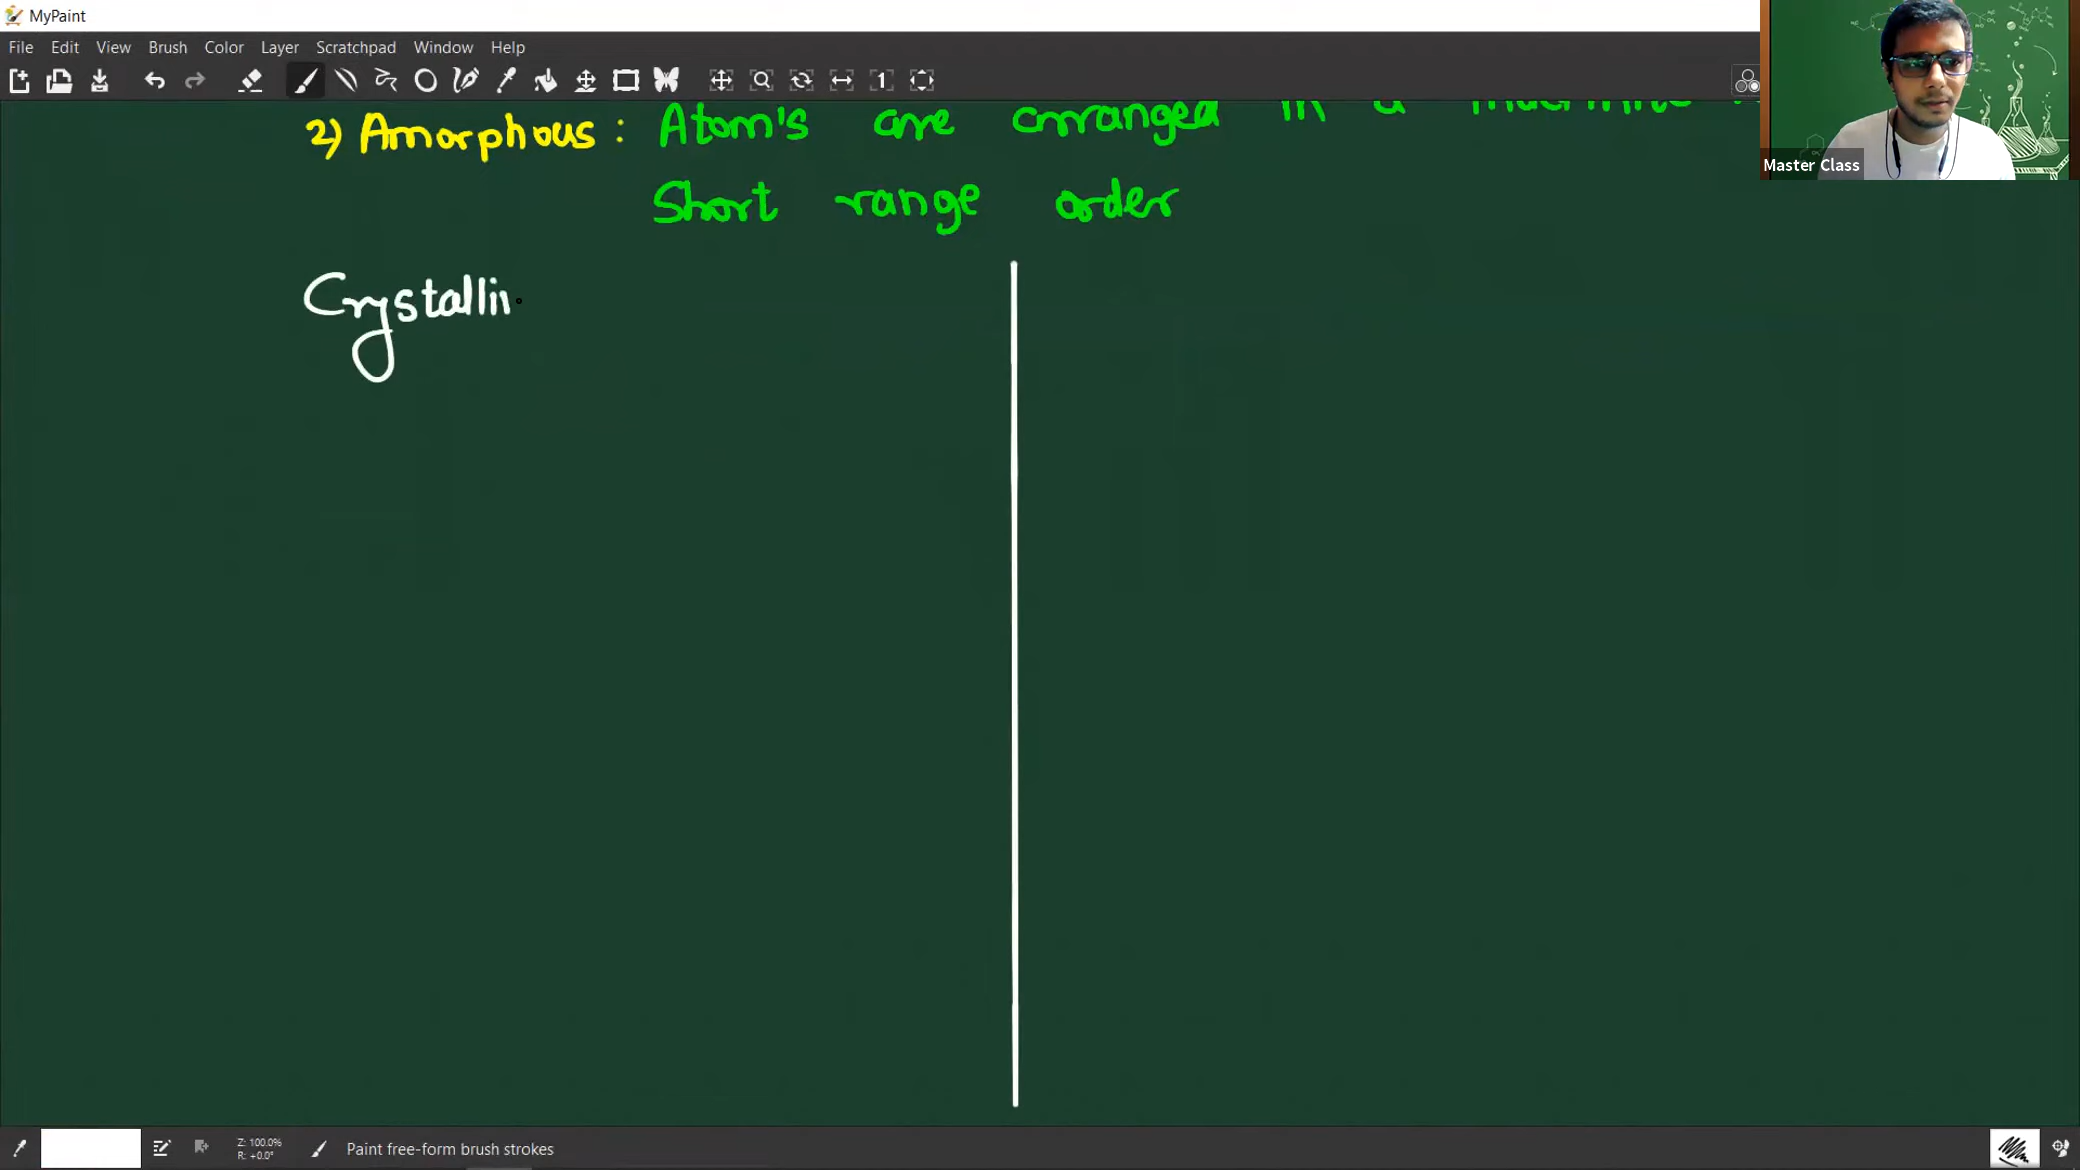 MyPaint
File Edit View Brush Color Layer Scratchpad Window Help
Master Class
2) Amorphous : Atom's are arranged in a
Short range order
Crystallin
Z: 100.0%
R: +0.0°
Paint free-form brush strokes